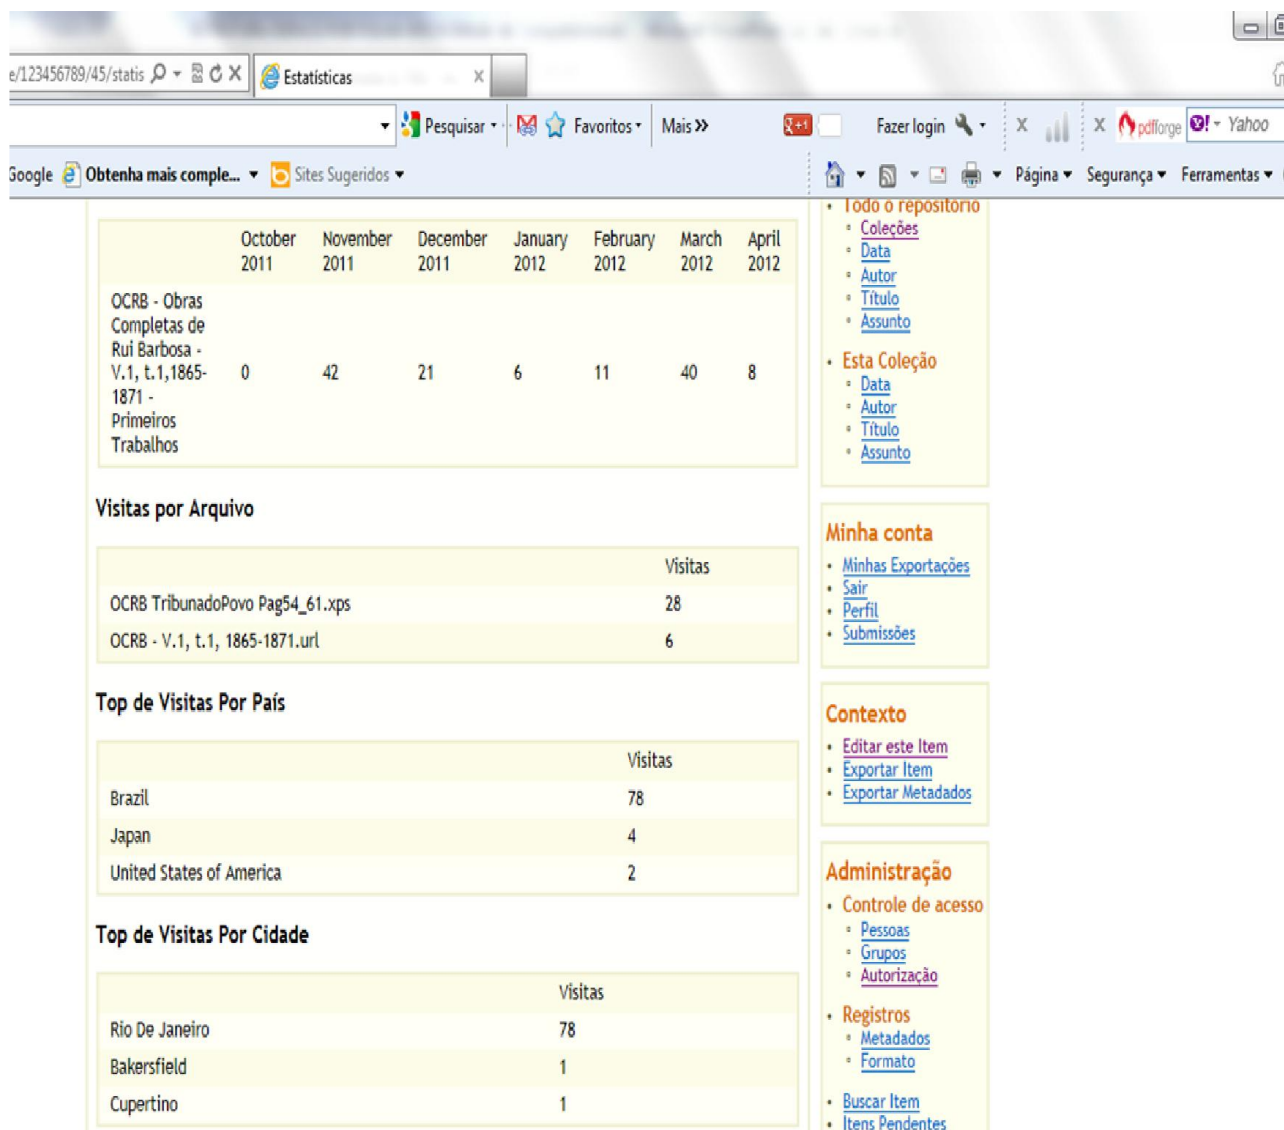 e/123456789/45/statis
Estatísticas
Pesquisar
Favoritos
Mais
g +1
Fazer login
pdfforge
Yahoo
Google
Obtenha mais comple...
Sites Sugeridos
Página
Segurança
Ferramentas
October 2011 November 2011 December 2011 January 2012 February 2012 March 2012 April 2012
OCRB - Obras
Completas de
Rui Barbosa -
V.1, t.1,1865- 0 42 21 6 11 40 8
1871 -
Primeiros
Trabalhos
Visitas por Arquivo
Visitas
OCRB TribunadoPovo Pag54_61.xps 28
OCRB - V.1, t.1, 1865-1871.url 6
Top de Visitas Por País
Visitas
Brazil 78
Japan 4
United States of America 2
Top de Visitas Por Cidade
Visitas
Rio De Janeiro 78
Bakersfield 1
Cupertino 1
Todo o repositório
Coleções
Data
Autor
Título
Assunto
Esta Coleção
Data
Autor
Título
Assunto
Minha conta
Minhas Exportações
Sair
Perfil
Submissões
Contexto
Editar este Item
Exportar Item
Exportar Metadados
Administração
Controle de acesso
Pessoas
Grupos
Autorização
Registros
Metadados
Formato
Buscar Item
Itens Pendentes